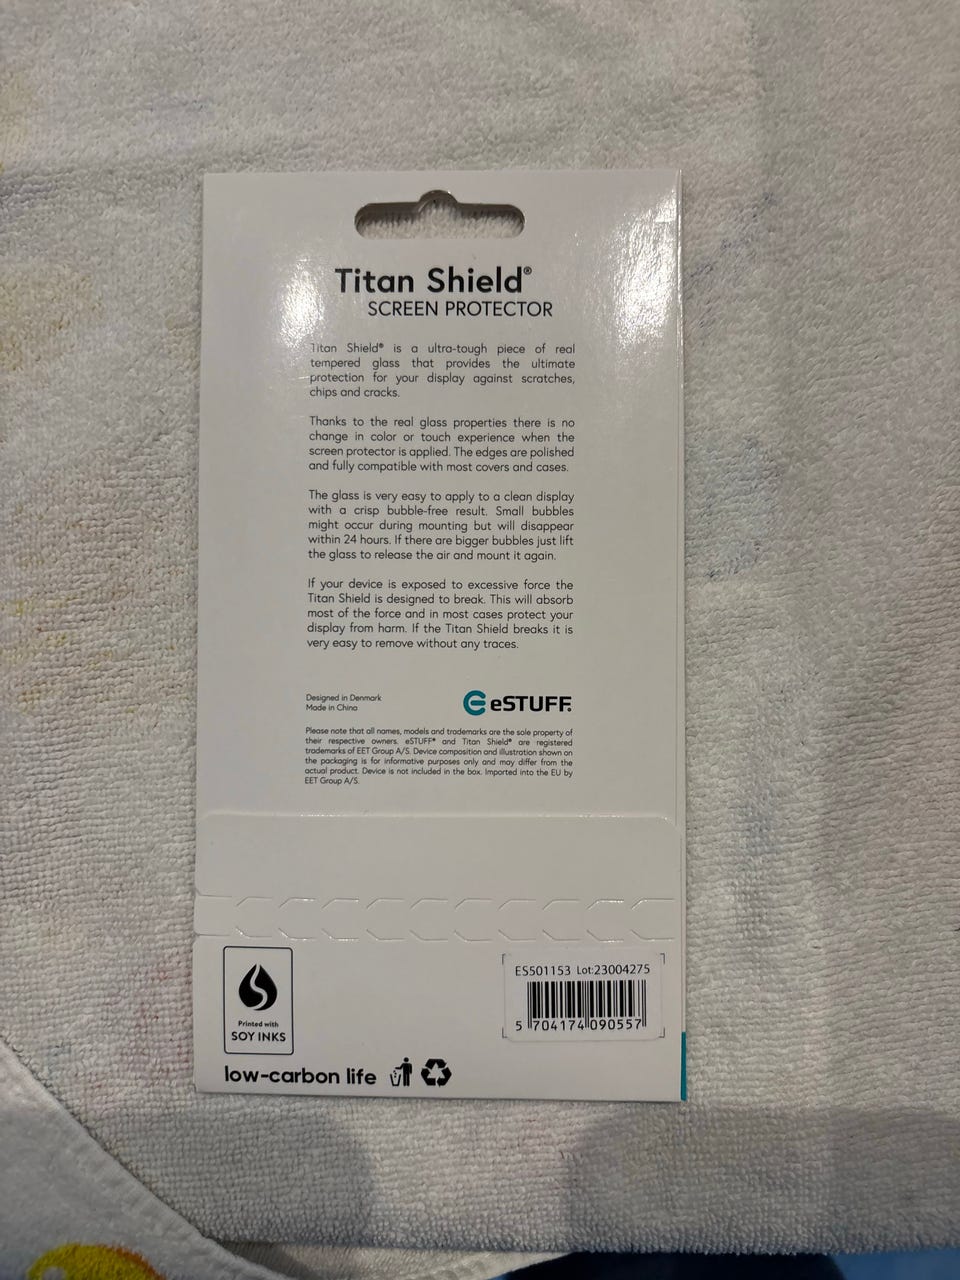 Titan Shield®
SCREEN PROTECTOR
Titan Shield® is a ultra-tough piece of real
tempered glass that provides the ultimate
protection for your display against scratches,
chips and cracks.
Thanks to the real glass properties there is no
change in color or touch experience when the
screen protector is applied. The edges are polished
and fully compatible with most covers and cases.
The glass is very easy to apply to a clean display
with a crisp bubble-free result. Small bubbles
might occur during mounting but will disappear
within 24 hours. If there are bigger bubbles just lift
the glass to release the air and mount it again.
If your device is exposed to excessive force the
Titan Shield is designed to break. This will absorb
most of the force and in most cases protect your
display from harm. If the Titan Shield breaks it is
very easy to remove without any traces.
Designed in Denmark
Made in China
eSTUFF®
Please note that all names, models and trademarks are the sole property of
their respective owners. eSTUFF® and Titan Shield® are registered
trademarks of EET Group A/S. Device composition and illustration shown on
the packaging is for informative purposes only and may differ from the
actual product. Device is not included in the box. Imported into the EU by
EET Group A/S.
Printed with
SOY INKS
ES501153 Lot:23004275
5 704174 090557
low-carbon life